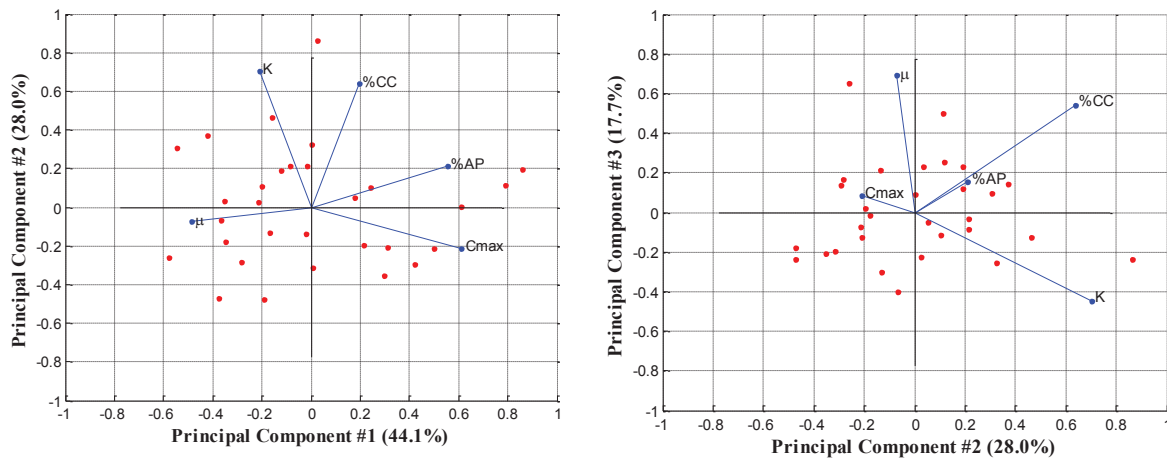 1
0.8
0.6
0.4
0.2
0
-0.2
-0.4
-0.6
-0.8
-1
Principal Component #2 (28.0%)
K
%CC
%AP
μ
Cmax
-1 -0.8 -0.6 -0.4 -0.2 0 0.2 0.4 0.6 0.8 1
Principal Component #1 (44.1%)
1
0.8
0.6
0.4
0.2
0
-0.2
-0.4
-0.6
-0.8
-1
Principal Component #3 (17.7%)
μ
%CC
%AP
Cmax
K
-1 -0.8 -0.6 -0.4 -0.2 0 0.2 0.4 0.6 0.8 1
Principal Component #2 (28.0%)